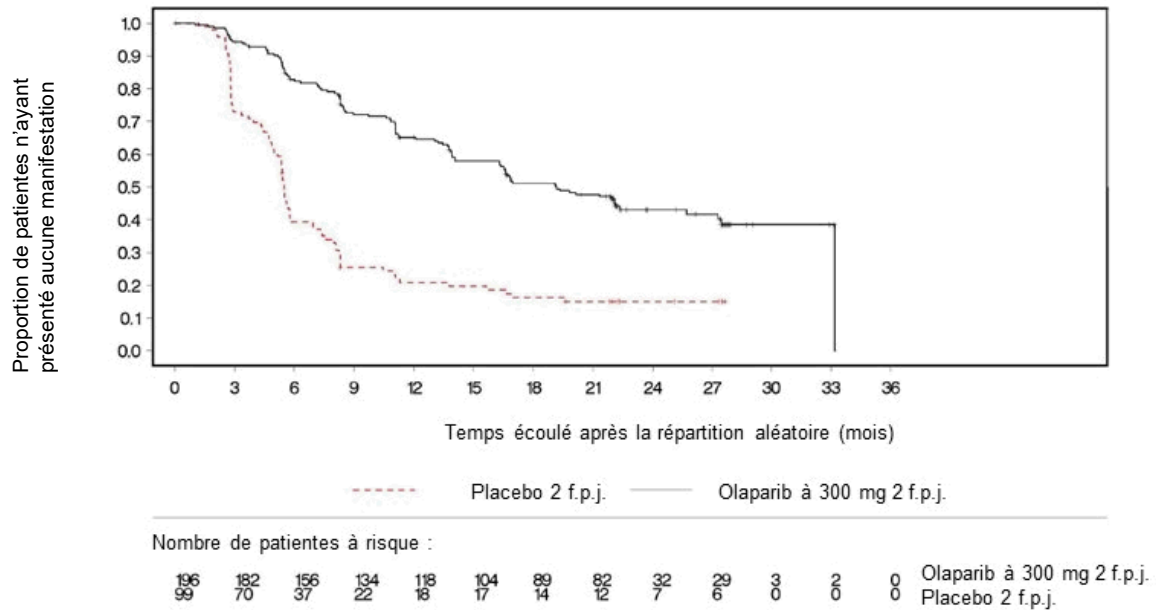 Proportion de patientes n'ayant
présenté aucune manifestation
1.0
0.9
0.8
0.7
0.6
0.5
0.4
0.3
0.2
0.1
0.0
0 3 6 9 12 15 18 21 24 27 30 33 36
Temps écoulé après la répartition aléatoire (mois)
Placebo 2 f.p.j. Olaparib à 300 mg 2 f.p.j.
Nombre de patientes à risque :
196 182 156 134 118 104 89 82 32 29 3 2 0 Olaparib à 300 mg 2 f.p.j.
99 70 37 22 18 17 14 12 7 6 0 0 0 Placebo 2 f.p.j.